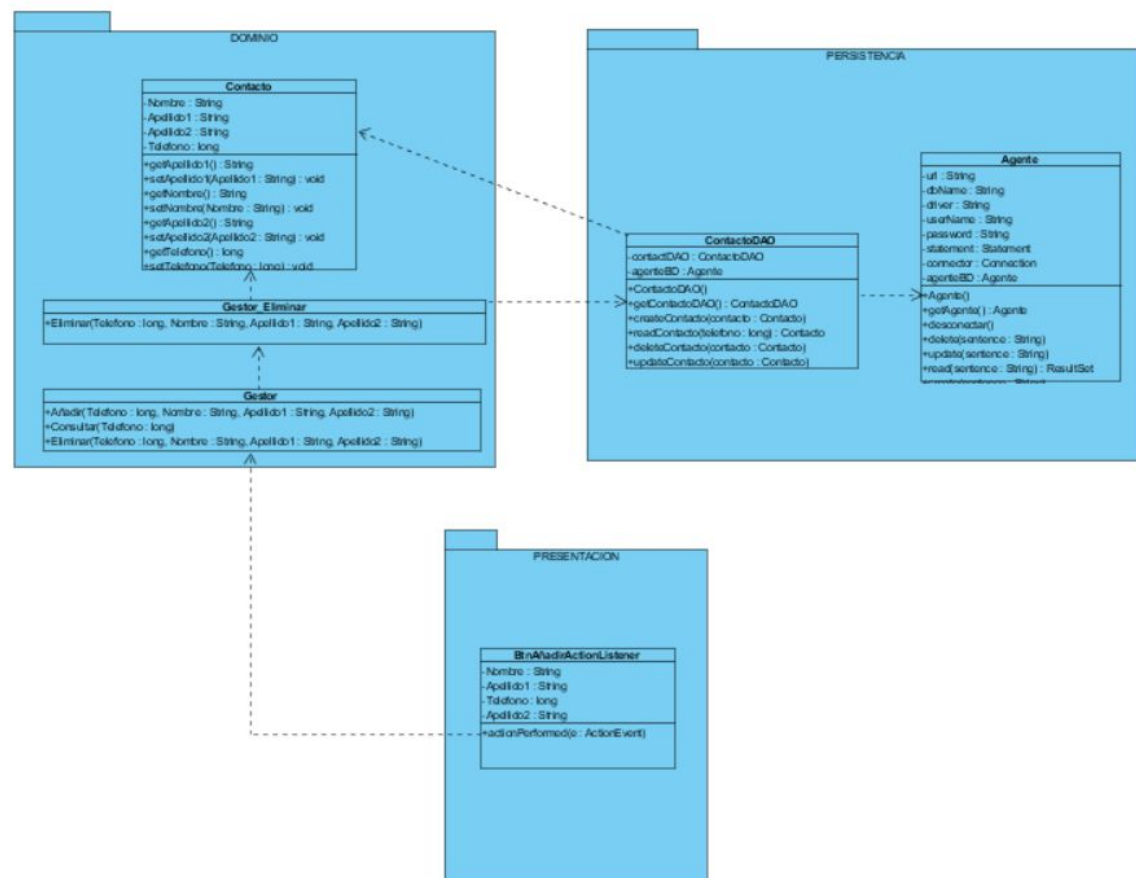 DOMINIO
Contacto
-Nombre : String
-Apellido1 : String
-Apellido2 : String
-Telefono : long
+getApellido1() : String
+setApellido1(Apellido1 : String) : void
+getNombre() : String
+setNombre(Nombre : String) : void
+getApellido2() : String
+setApellido2(Apellido2 : String) : void
+getTelefono() : long
+setTelefono(Telefono : long) : void
Gestor_Eliminar
+Eliminar(Telefono : long, Nombre : String, Apellido1 : String, Apellido2 : String)
Gestor
+Añadir(Telefono : long, Nombre : String, Apellido1 : String, Apellido2 : String)
+Consultar(Telefono : long)
+Eliminar(Telefono : long, Nombre : String, Apellido1 : String, Apellido2 : String)
PERSISTENCIA
ContactoDAO
-contactDAO : ContactoDAO
-agenteBD : Agente
+ContactoDAO()
+getContactoDAO() : ContactoDAO
+createContacto(contacto : Contacto)
+readContacto(telefono : long) : Contacto
+deleteContacto(contacto : Contacto)
+updateContacto(contacto : Contacto)
Agente
-url : String
-dbName : String
-driver : String
-userName : String
-password : String
-statement : Statement
-connector : Connection
-agenteBD : Agente
+Agente()
+getAgente() : Agente
+desconectar()
+delete(sentence : String)
+update(sentence : String)
+read(sentence : String) : ResultSet
PRESENTACION
BtnAñadirActionListener
-Nombre : String
-Apellido1 : String
-Telefono : long
-Apellido2 : String
+actionPerformed(e : ActionEvent)